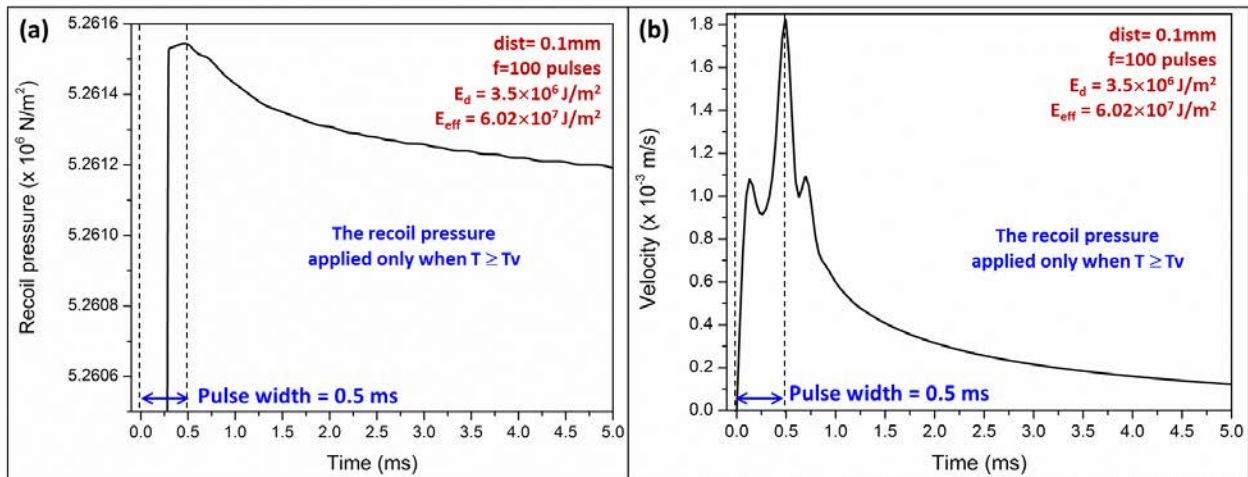 (a)
dist= 0.1mm
f=100 pulses
E_d = 3.5×10⁶ J/m²
E_eff = 6.02×10⁷ J/m²
The recoil pressure
applied only when T ≥ Tv
Pulse width = 0.5 ms
Recoil pressure (x 10⁶ N/m²)
5.2616
5.2614
5.2612
5.2610
5.2608
5.2606
0.0 0.5 1.0 1.5 2.0 2.5 3.0 3.5 4.0 4.5 5.0
Time (ms)
(b)
dist= 0.1mm
f=100 pulses
E_d = 3.5×10⁶ J/m²
E_eff = 6.02×10⁷ J/m²
The recoil pressure
applied only when T ≥ Tv
Pulse width = 0.5 ms
Velocity (x 10⁻³ m/s)
1.8
1.6
1.4
1.2
1.0
0.8
0.6
0.4
0.2
0.0
0.0 0.5 1.0 1.5 2.0 2.5 3.0 3.5 4.0 4.5 5.0
Time (ms)